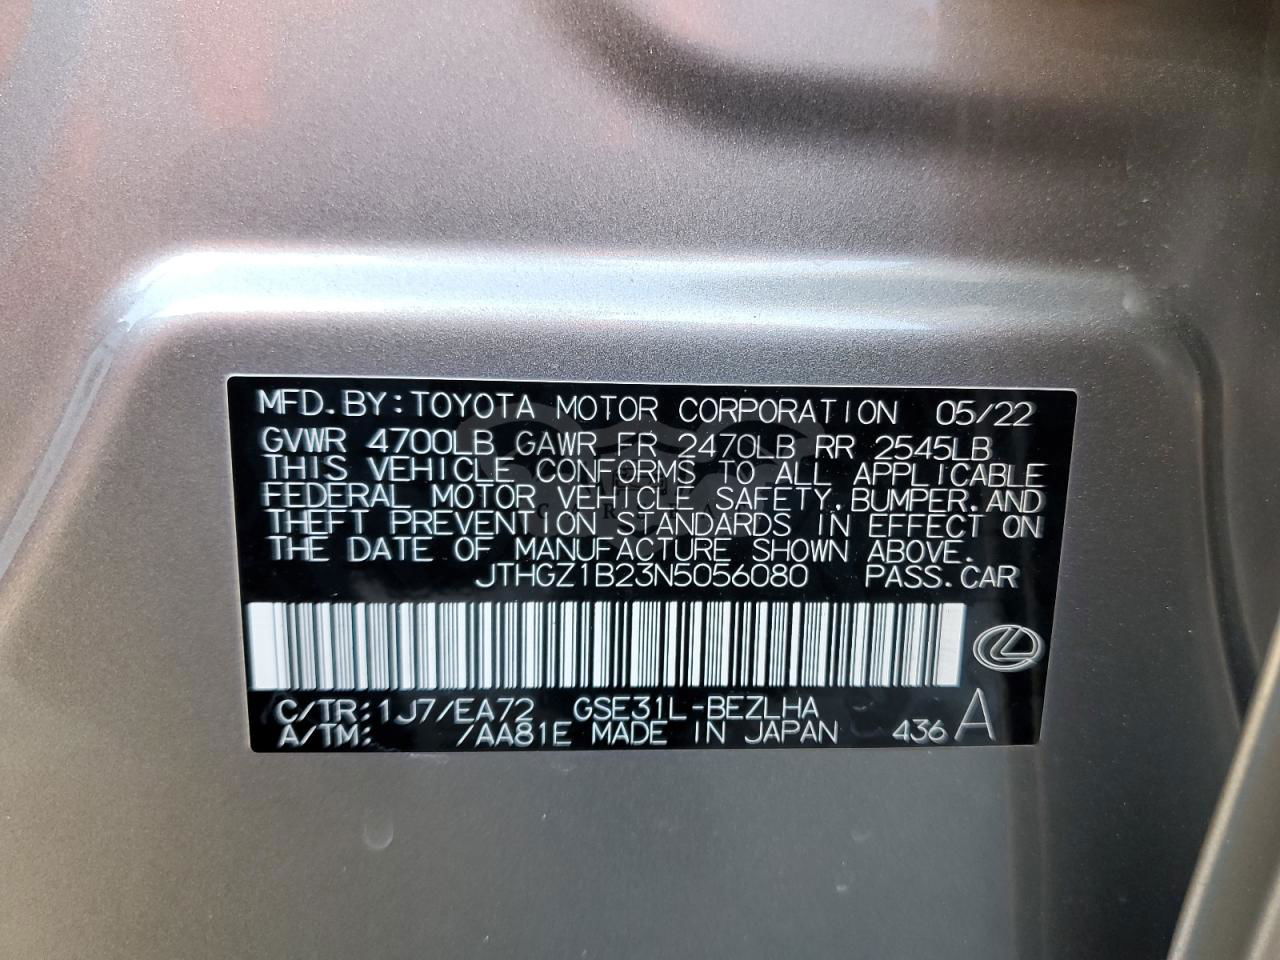 MFD.BY:TOYOTA MOTOR CORPORATION 05/22
GVWR 4700LB GAWR FR 2470LB RR 2545LB
THIS VEHICLE CONFORMS TO ALL APPLICABLE
FEDERAL MOTOR VEHICLE SAFETY,BUMPER,AND
THEFT PREVENTION STANDARDS IN EFFECT ON
THE DATE OF MANUFACTURE SHOWN ABOVE.
JTHGZ1B23N5056080 PASS.CAR
C/TR:1J7/EA72 GSE31L-BEZLHA
A/TM: /AA81E MADE IN JAPAN 436 A